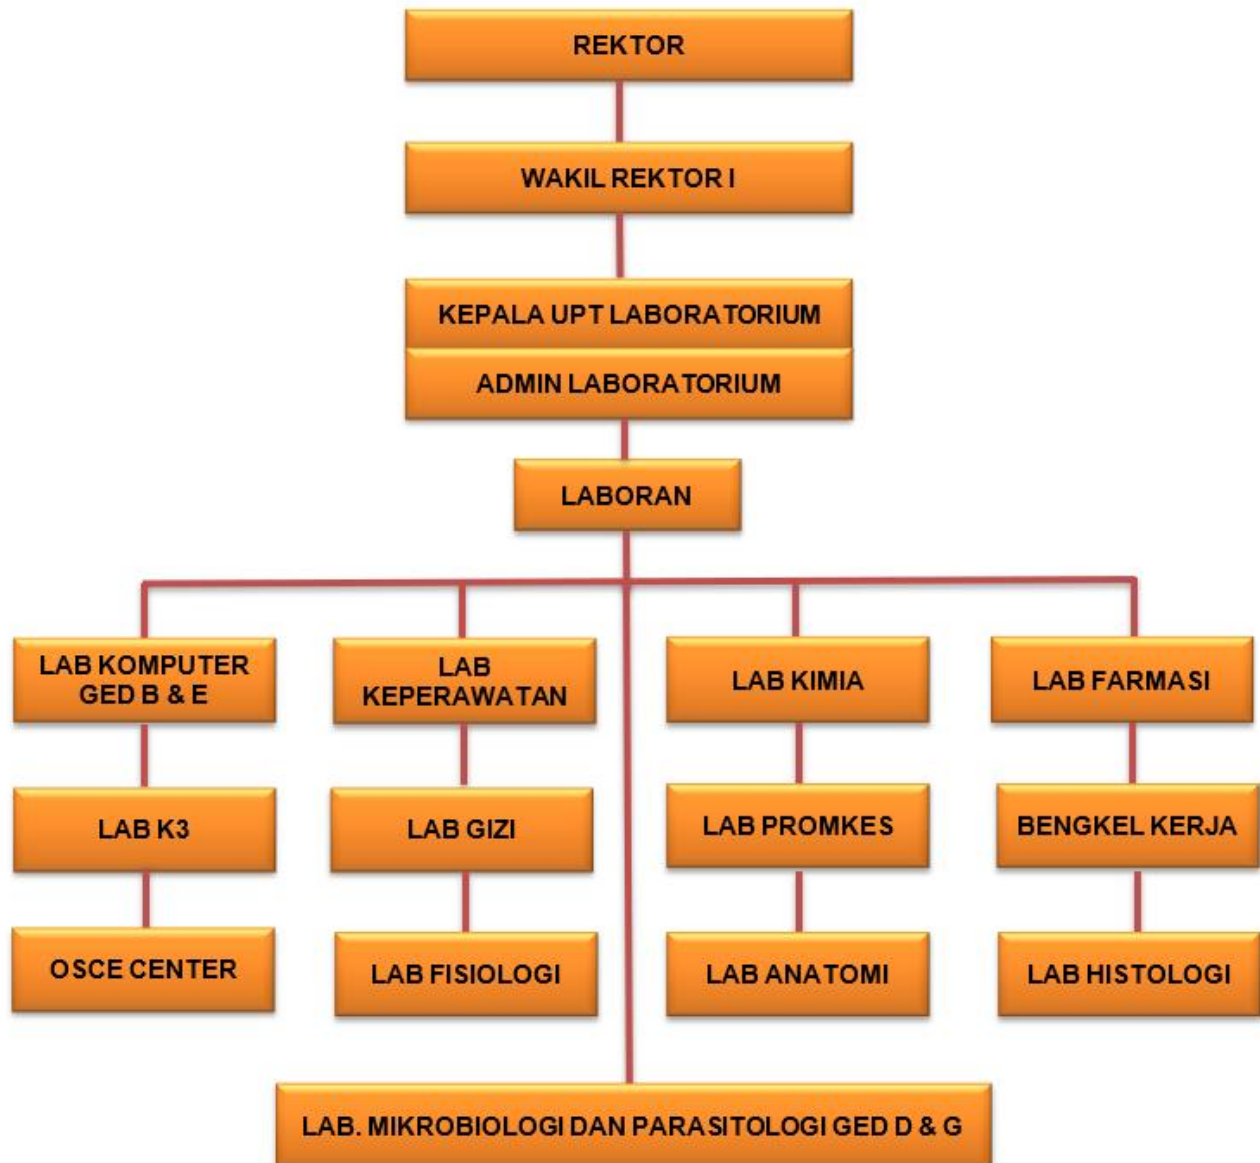 REKTOR
WAKIL REKTOR I
KEPALA UPT LABORATORIUM
ADMIN LABORATORIUM
LABORAN
LAB KOMPUTER
GED B & E
LAB
KEPERAWATAN
LAB KIMIA
LAB FARMASI
LAB K3
LAB GIZI
LAB PROMKES
BENGKEL KERJA
OSCE CENTER
LAB FISIOLOGI
LAB ANATOMI
LAB HISTOLOGI
LAB. MIKROBIOLOGI DAN PARASITOLOGI GED D & G